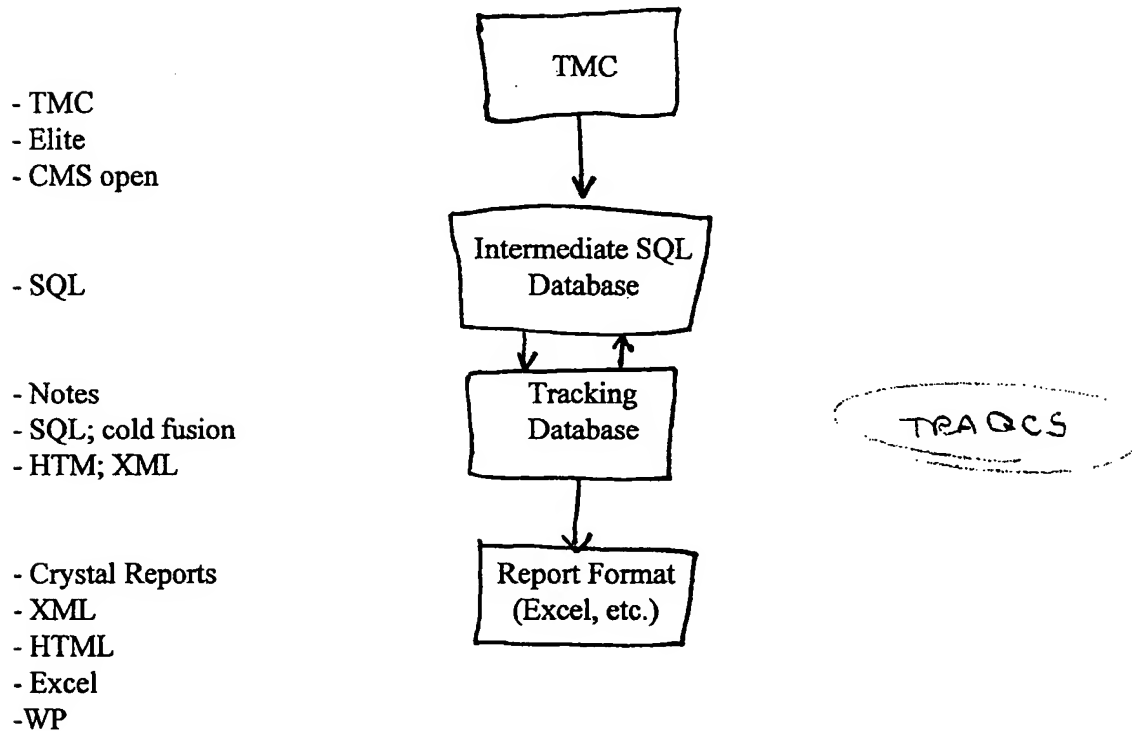 TMC
- TMC
- Elite
- CMS open
Intermediate SQL
Database
- SQL
- Notes
- SQL; cold fusion
- HTM; XML
Tracking
Database
TRAQCS
- Crystal Reports
- XML
- HTML
- Excel
-WP
Report Format
(Excel, etc.)